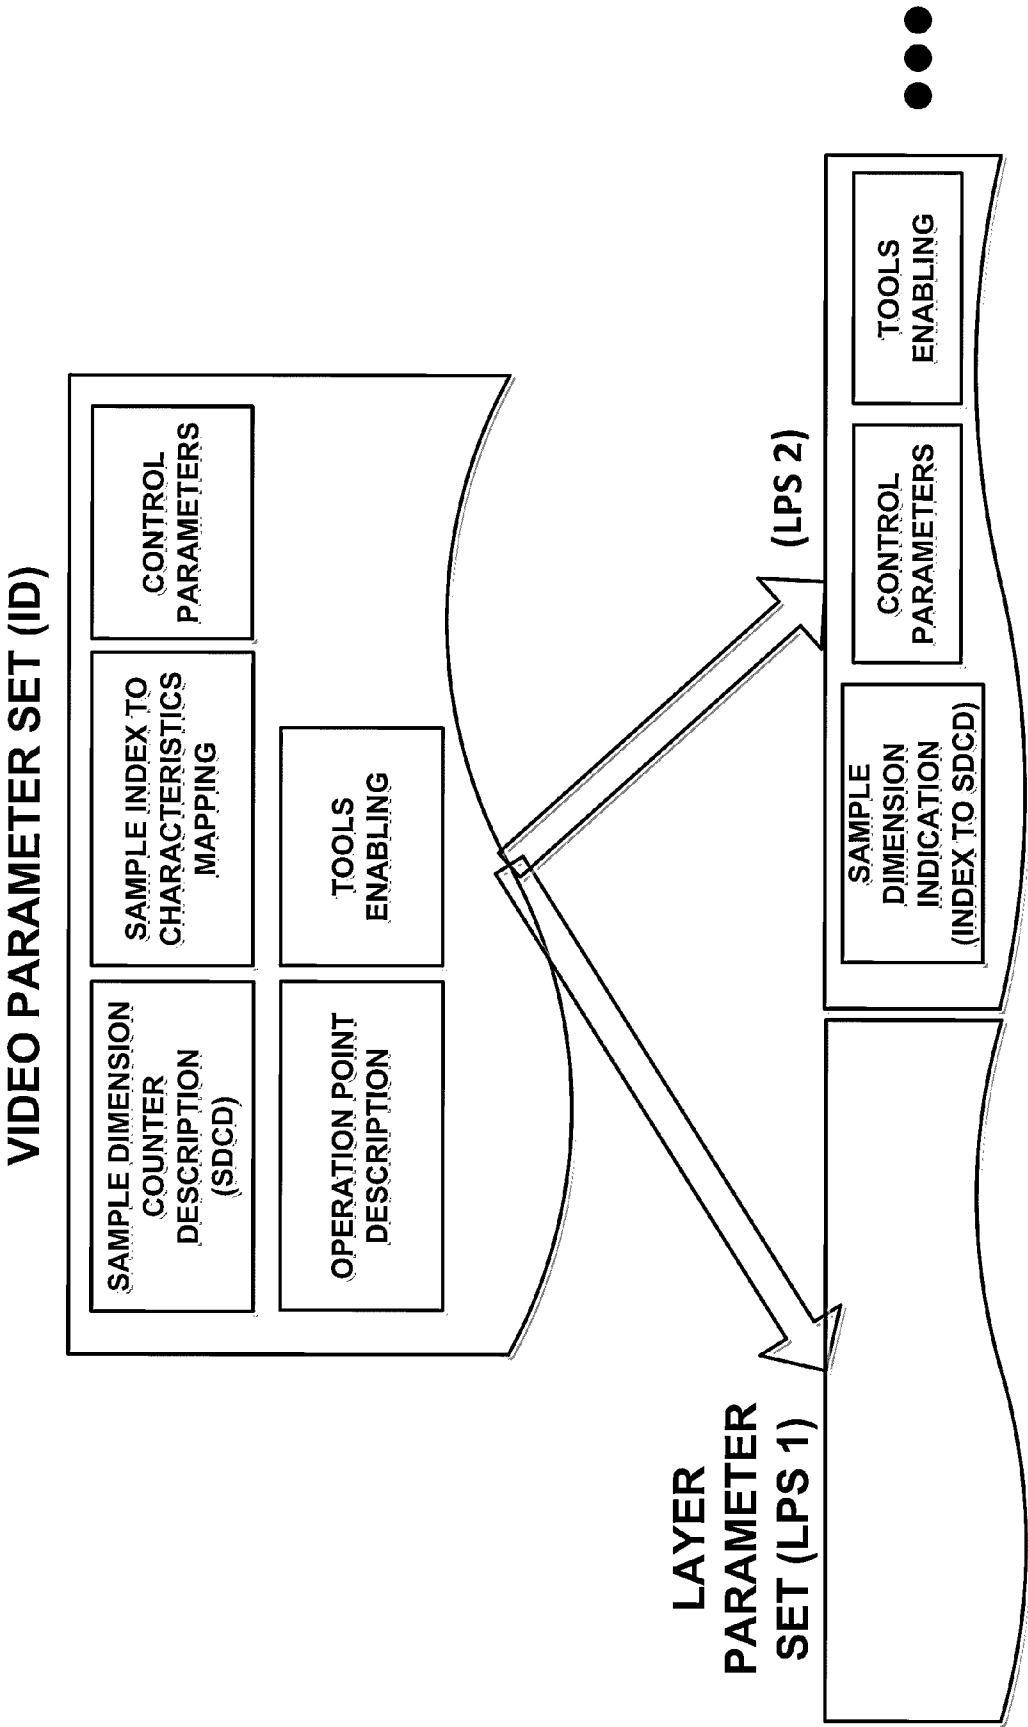 VIDEO PARAMETER SET (ID)
SAMPLE DIMENSION
COUNTER
DESCRIPTION
(SDCD)
SAMPLE INDEX TO
CHARACTERISTICS
MAPPING
CONTROL
PARAMETERS
OPERATION POINT
DESCRIPTION
TOOLS
ENABLING
LAYER
PARAMETER
SET (LPS 1)
(LPS 2)
SAMPLE
DIMENSION
INDICATION
(INDEX TO SDCD)
CONTROL
PARAMETERS
TOOLS
ENABLING